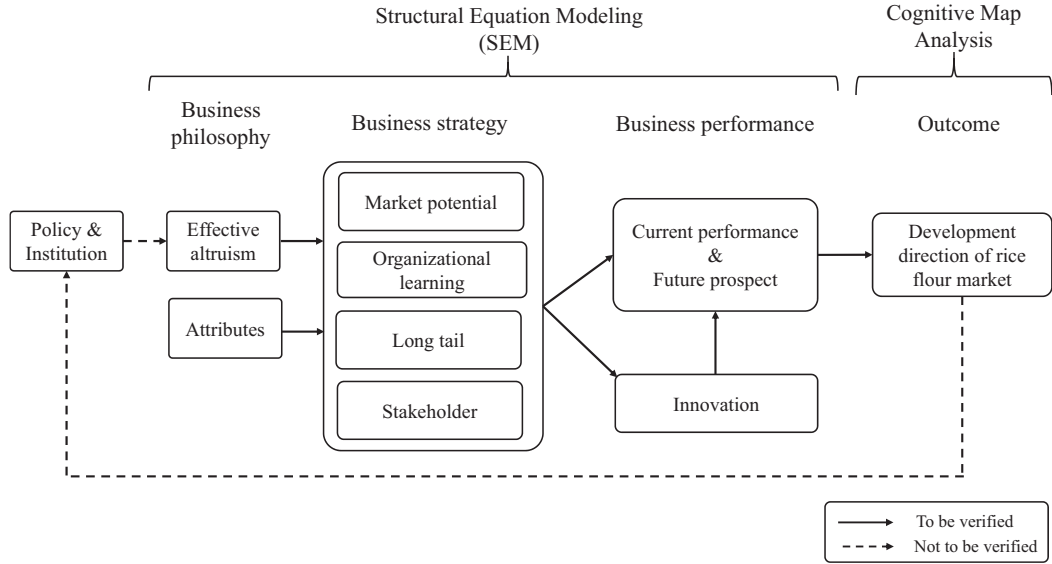 Structural Equation Modeling
(SEM)
Cognitive Map
Analysis
Business
philosophy
Business strategy
Business performance
Outcome
Policy &
Institution
Effective
altruism
Attributes
Market potential
Organizational
learning
Long tail
Stakeholder
Current performance
&
Future prospect
Innovation
Development
direction of rice
flour market
To be verified
Not to be verified